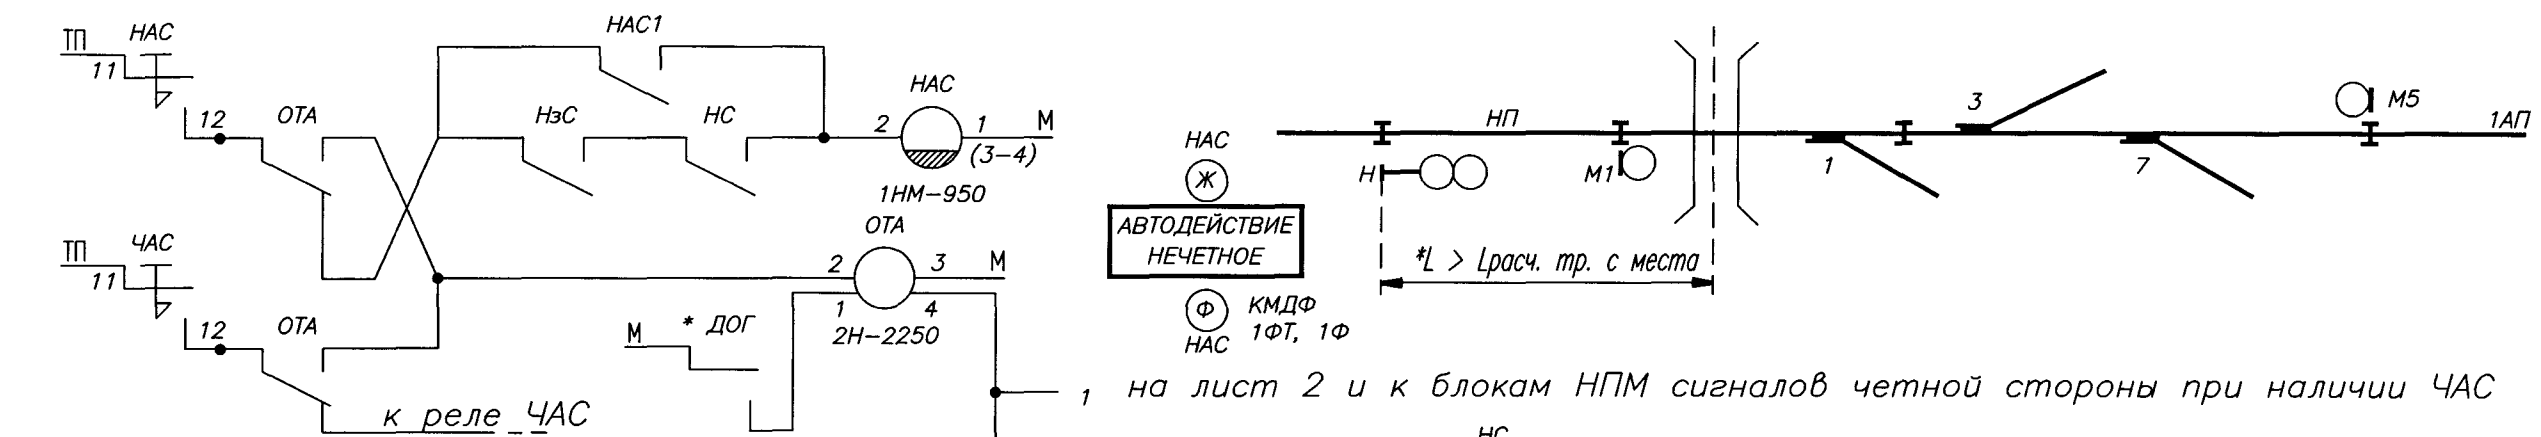 ТП НАС
11
12
ОТА
НАС1
НзС
НС
НАС
2
1
М
(3-4)
1НМ-950
ТП ЧАС
11
12
ОТА
к реле ЧАС
ОТА
2
3
М
1
4
2Н-2250
М
* ДОГ
1
НАС
Ж
АВТОДЕЙСТВИЕ
НЕЧЕТНОЕ
Ф
НАС
КМДФ
1ФТ, 1Ф
НП
Н
М1
1
3
7
М5
1АП
*L > Lрасч. тр. с места
на лист 2 и к блокам НПМ сигналов четной стороны при наличии ЧАС
НС